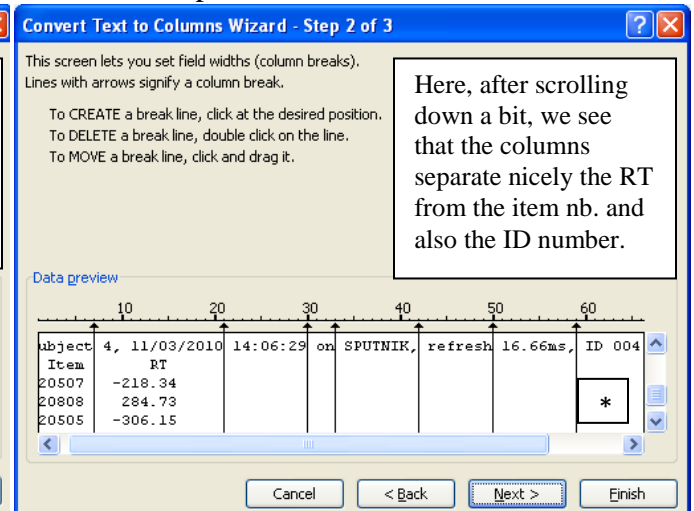 Convert Text to Columns Wizard - Step 2 of 3
This screen lets you set field widths (column breaks).
Lines with arrows signify a column break.
To CREATE a break line, click at the desired position.
To DELETE a break line, double click on the line.
To MOVE a break line, click and drag it.
Here, after scrolling
down a bit, we see
that the columns
separate nicely the RT
from the item nb. and
also the ID number.
Data preview
10 20 30 40 50 60
ubject 4, 11/03/2010 14:06:29 on SPUTNIK, refresh 16.66ms, ID 004
Item RT
20507 -218.34
20808 284.73
*
20505 -306.15
Cancel < Back Next > Finish